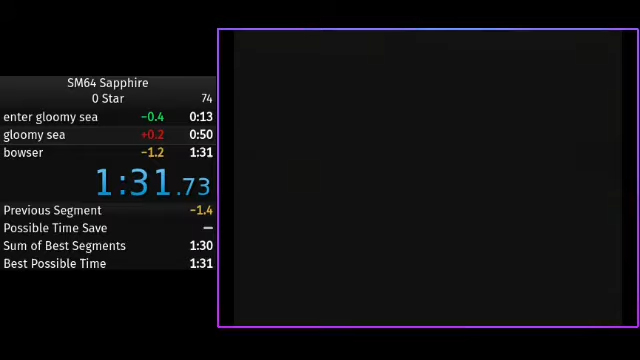 SM64 Sapphire
0 Star 74
enter gloomy sea −0.4 0:13
gloomy sea +0.2 0:50
bowser −1.2 1:31
1:31.73
Previous Segment −1.4
Possible Time Save —
Sum of Best Segments 1:30
Best Possible Time 1:31